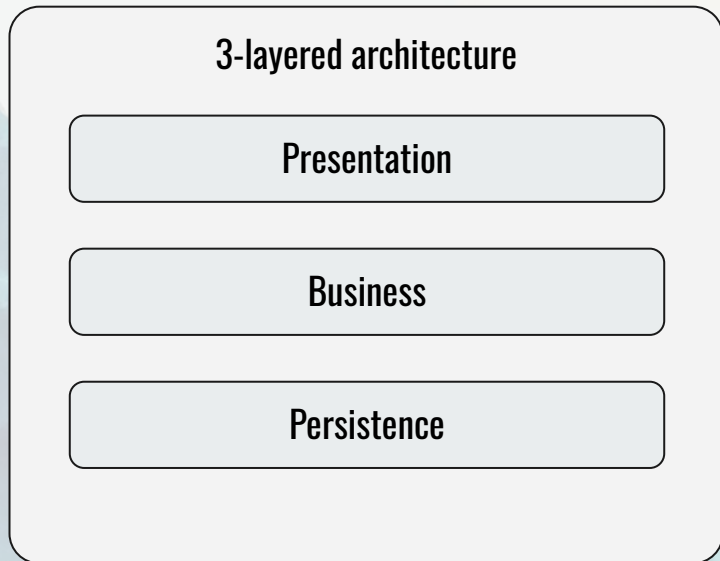 3-layered architecture
Presentation
Business
Persistence